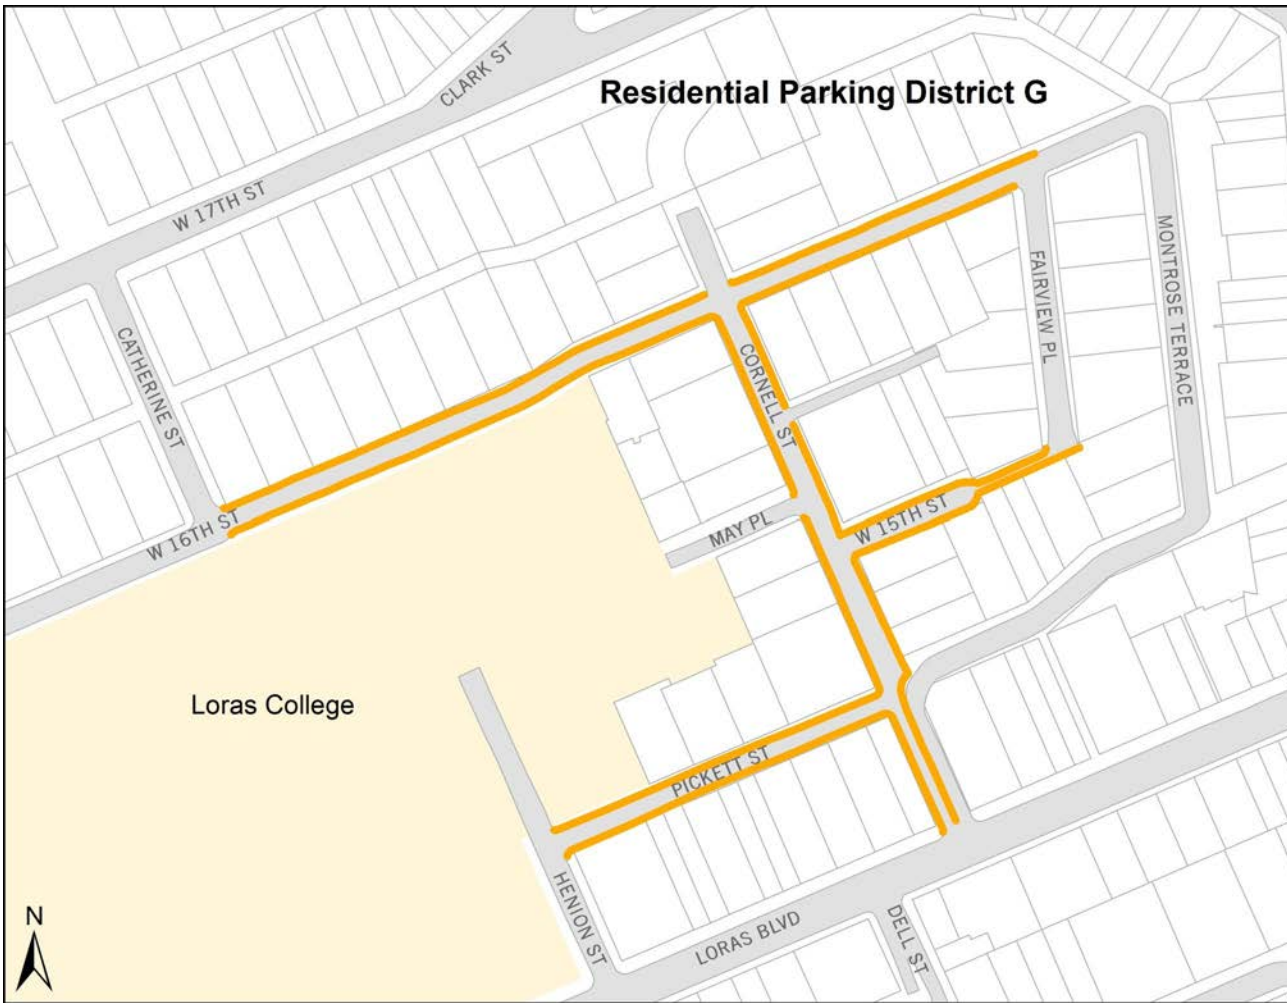 CLARK ST
Residential Parking District G
W 17TH ST
MONTROSE TERRACE
FAIRVIEW PL
CATHERINE ST
CORNELL ST
W 16TH ST
W 15TH ST
MAY PL
Loras College
PICKETT ST
HENION ST
LORAS BLVD
DELL ST
N